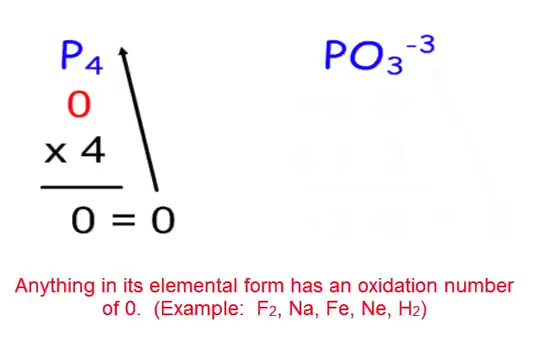 P₄ PO₃⁻³
0
x 4
0 = 0
Anything in its elemental form has an oxidation number
of 0. (Example: F₂, Na, Fe, Ne, H₂)